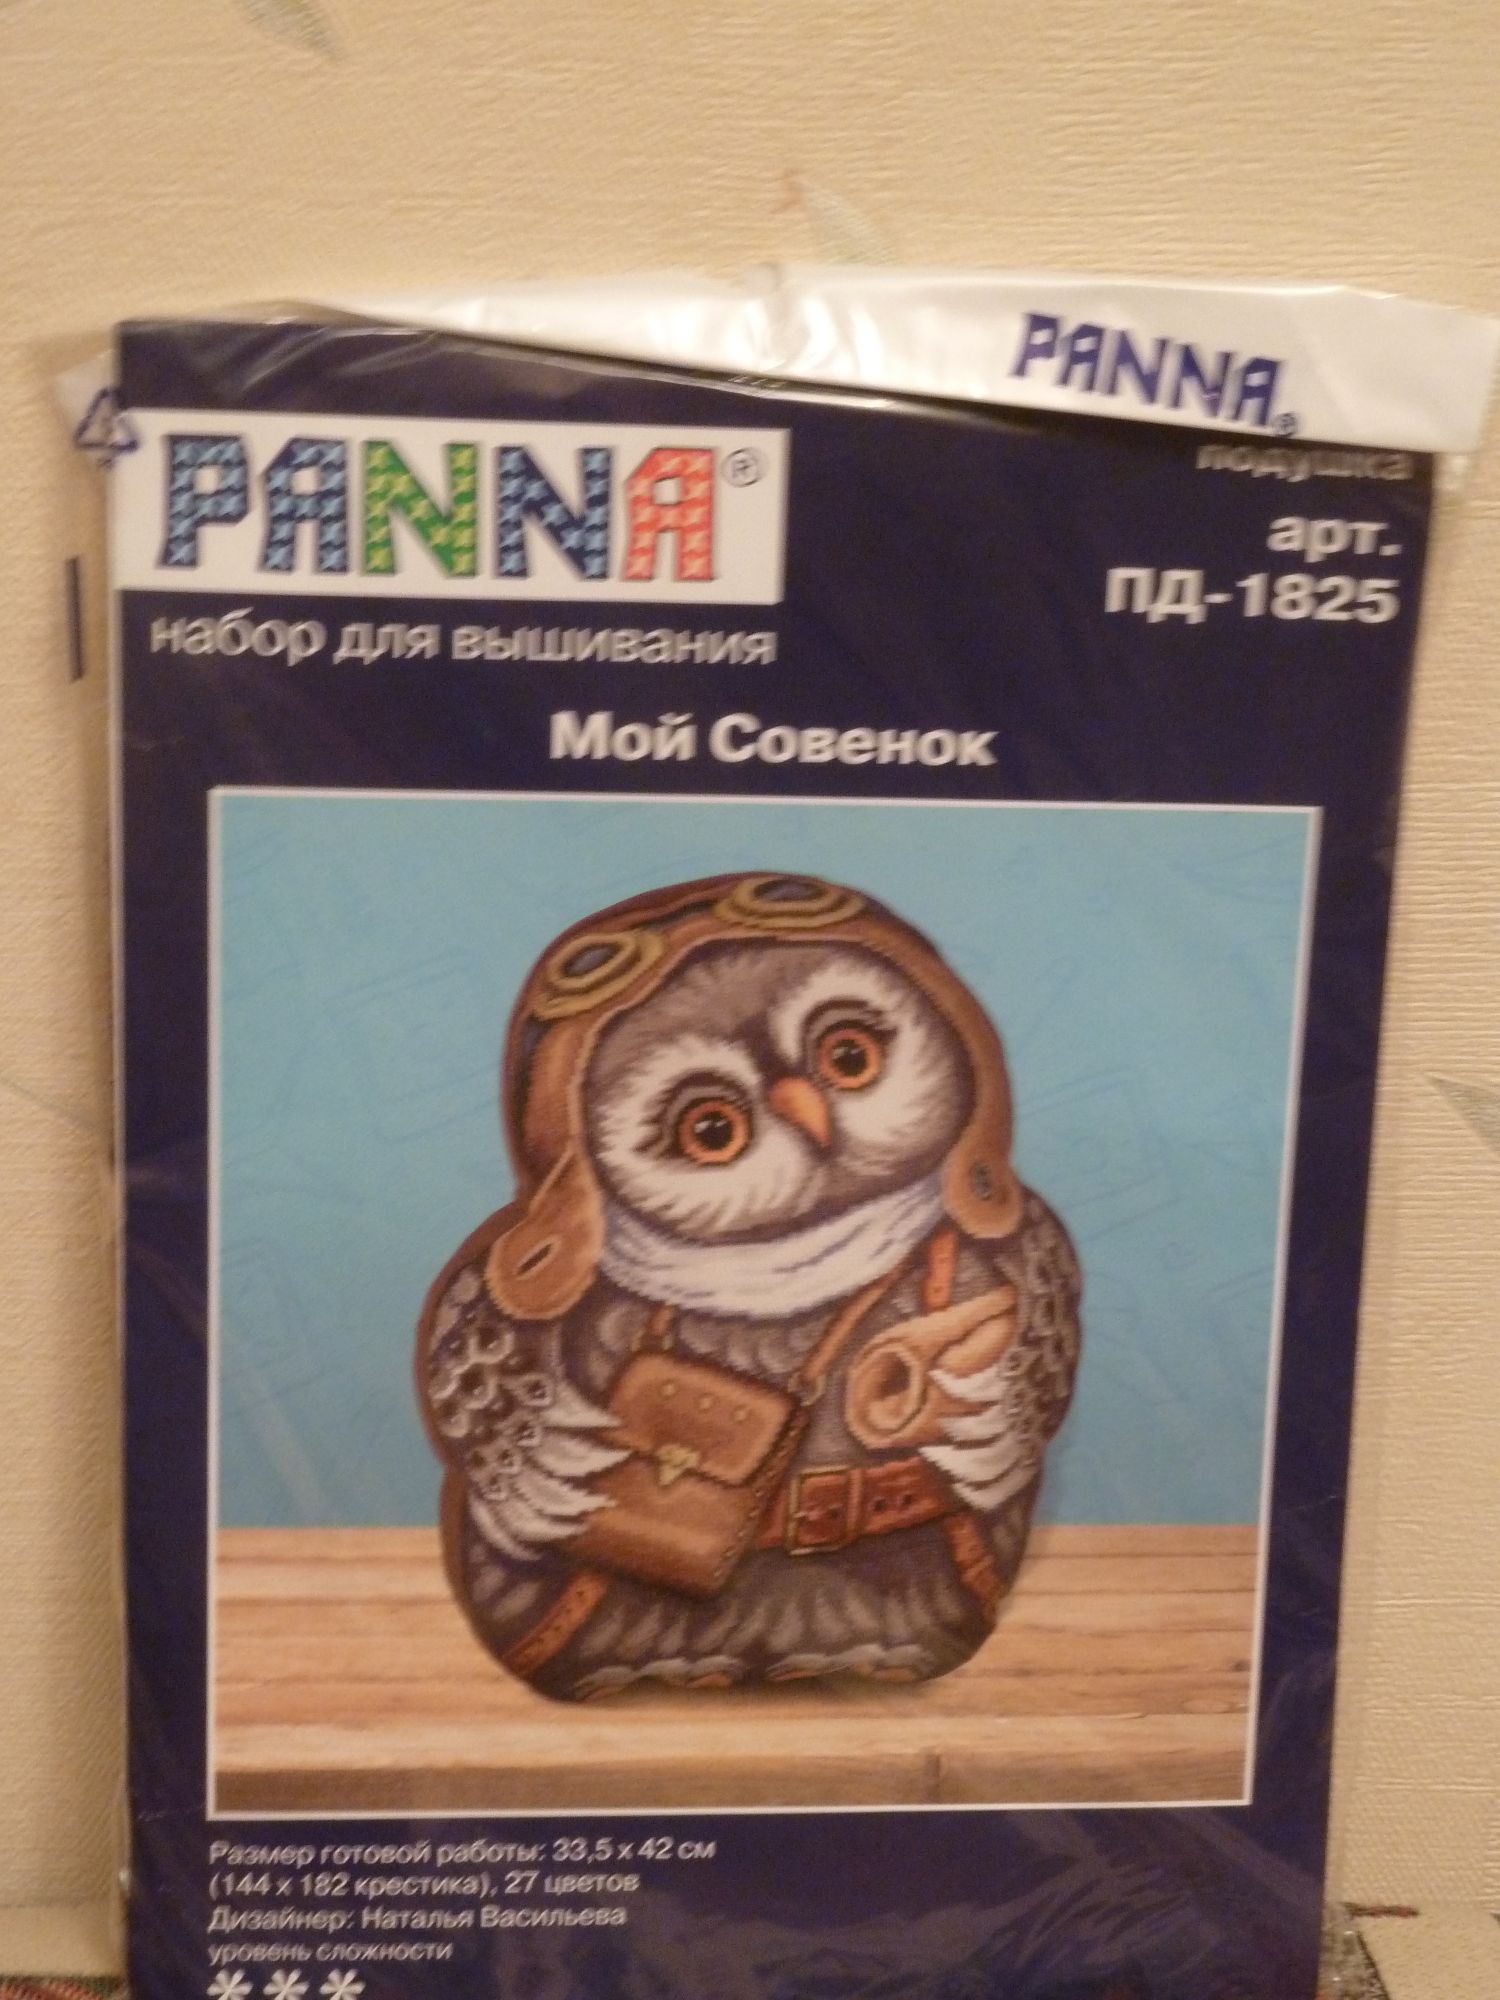 PANNA®
PANNA®
подушка
арт.
ПД-1825
набор для вышивания
Мой Совенок
Размер готовой работы: 33,5 x 42 см
(144 x 182 крестика), 27 цветов
Дизайнер: Наталья Васильева
уровень сложности
***